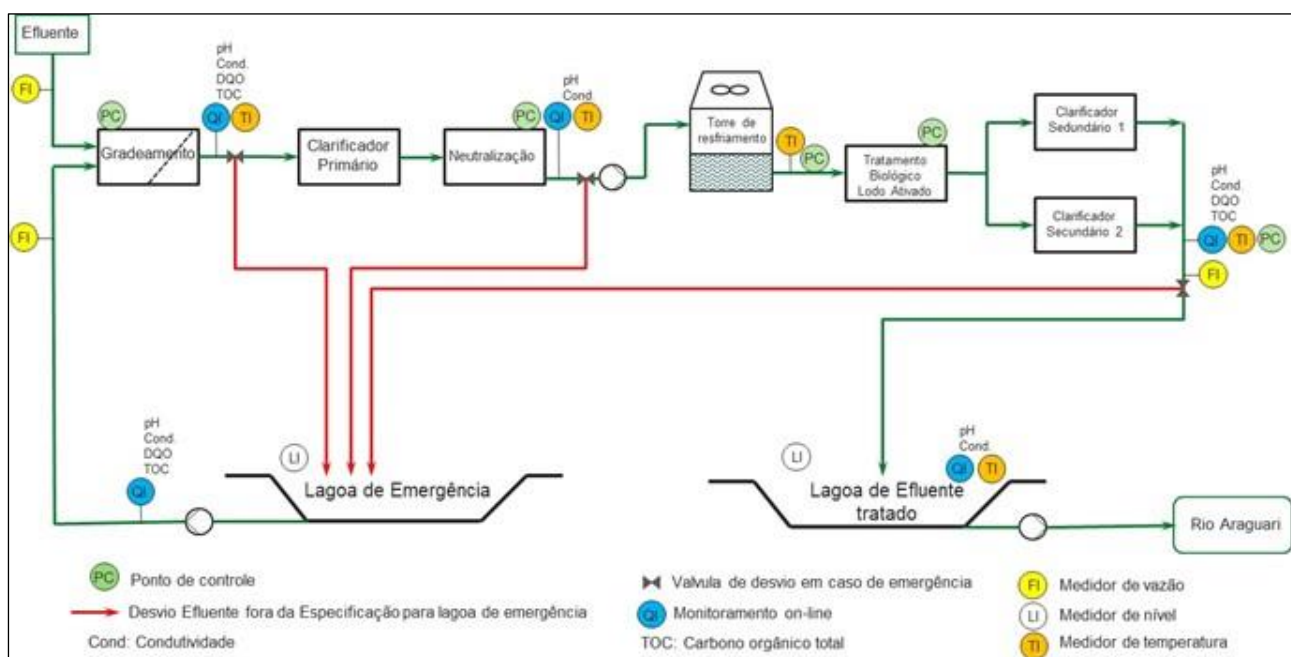 Efluente
FI
PC
Gradeamento
pH
Cond.
DQO
TOC
QI
TI
Clarificador
Primário
PC
Neutralização
pH
Cond.
QI
TI
Torre de
resfriamento
TI
PC
PC
Tratamento
Biológico
Lodo Ativado
Clarificador
Sedundário 1
Clarificador
Secundário 2
pH
Cond.
DQO
TOC
QI
TI
PC
FI
FI
pH
Cond.
DQO
TOC
QI
LI
Lagoa de Emergência
LI
pH
Cond.
QI
TI
Lagoa de Efluente
tratado
Rio Araguari
PC Ponto de controle
Desvio Efluente fora da Especificação para lagoa de emergência
Cond: Condutividade
Valvula de desvio em caso de emergência
QI Monitoramento on-line
TOC: Carbono orgânico total
FI Medidor de vazão
LI Medidor de nível
TI Medidor de temperatura